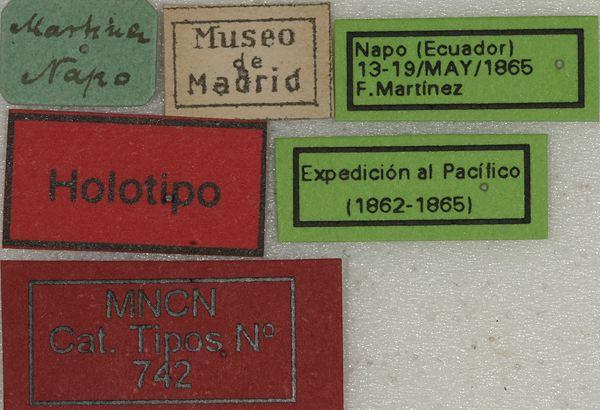 Martínez
Napo
Museo
de
Madrid
Napo (Ecuador)
13-19/MAY/1865
F.Martínez
Holotipo
Expedición al Pacífico
(1862-1865)
MNCN
Cat. Tipos Nº
742